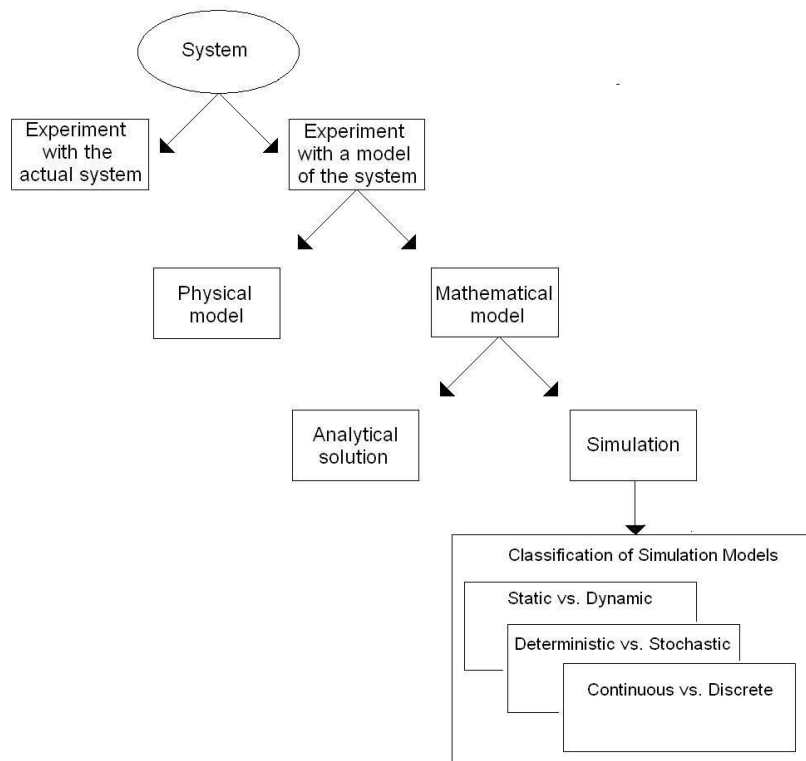 System
Experiment
with the
actual system
Experiment
with a model
of the system
Physical
model
Mathematical
model
Analytical
solution
Simulation
Classification of Simulation Models
Static vs. Dynamic
Deterministic vs. Stochastic
Continuous vs. Discrete